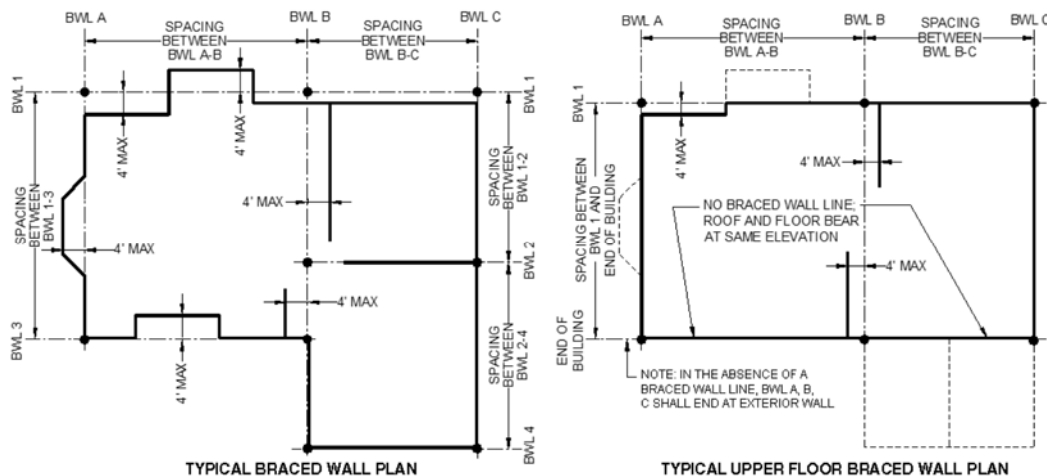 BWL A
SPACING
BETWEEN
BWL A-B
BWL B
SPACING
BETWEEN
BWL B-C
BWL C
BWL 1
BWL 1
4' MAX
4' MAX
SPACING
BETWEEN
BWL 1-3
4' MAX
4' MAX
SPACING
BETWEEN
BWL 1-2
BWL 2
4' MAX
BWL 3
4' MAX
SPACING
BETWEEN
BWL 2-4
BWL 4
TYPICAL BRACED WALL PLAN
BWL A
SPACING
BETWEEN
BWL A-B
BWL B
SPACING
BETWEEN
BWL B-C
BWL C
BWL 1
BWL 1
4' MAX
4' MAX
SPACING BETWEEN
BWL 1 AND
END OF BUILDING
NO BRACED WALL LINE;
ROOF AND FLOOR BEAR
AT SAME ELEVATION
4' MAX
END OF
BUILDING
NOTE: IN THE ABSENCE OF A
BRACED WALL LINE, BWL A, B,
C SHALL END AT EXTERIOR WALL
TYPICAL UPPER FLOOR BRACED WALL PLAN